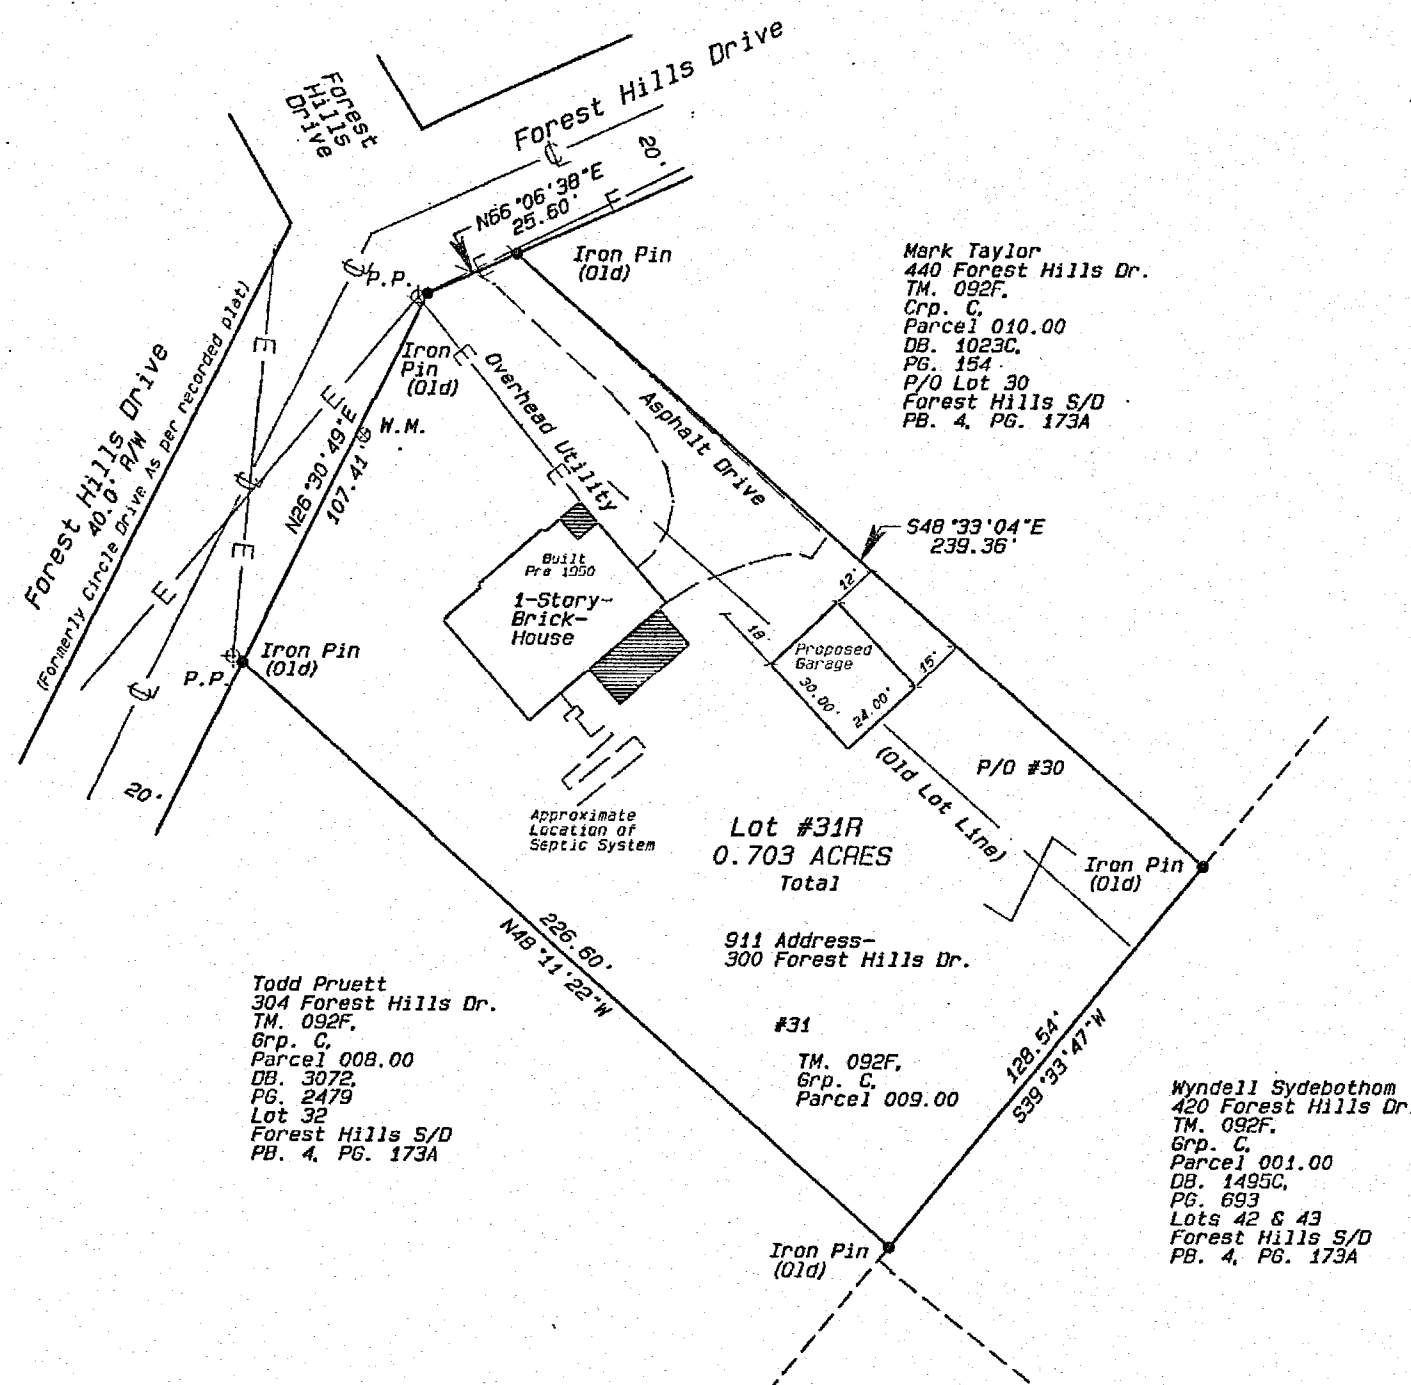 Forest Hills Drive
Forest
Hills
Drive
20'
N66°06'38"E
25.60'
Iron Pin
(Old)
P.P.
Iron
Pin
(Old)
Mark Taylor
440 Forest Hills Dr.
TM. 092F,
Crp. C,
Parcel 010.00
DB. 1023C,
PG. 154
P/O Lot 30
Forest Hills S/D
PB. 4, PG. 173A
Forest Hills Drive
40.0' R/W
(Formerly Circle Drive As per recorded plat)
E
E
E
E
E
E
E
E
N26°30'49"E
107.41'
W.M.
Overhead Utility
Asphalt Drive
S48°33'04"E
239.36'
Built
Pre 1950
1-Story-
Brick-
House
12'
18'
Proposed
Garage
15'
30.00'
24.00'
Iron Pin
(Old)
P.P.
20'
(Old Lot Line)
P/O #30
Approximate
Location of
Septic System
Lot #31R
0.703 ACRES
Total
Iron Pin
(Old)
911 Address-
300 Forest Hills Dr.
226.60'
N48°11'22"W
Todd Pruett
304 Forest Hills Dr.
TM. 092F,
Grp. C,
Parcel 008.00
DB. 3072,
PG. 2479
Lot 32
Forest Hills S/D
PB. 4, PG. 173A
#31
TM. 092F,
Grp. C,
Parcel 009.00
128.54'
S39°33'47"W
Wyndell Sydebothom
420 Forest Hills Dr
TM. 092F,
Grp. C,
Parcel 001.00
DB. 1495C,
PG. 693
Lots 42 & 43
Forest Hills S/D
PB. 4, PG. 173A
Iron Pin
(Old)